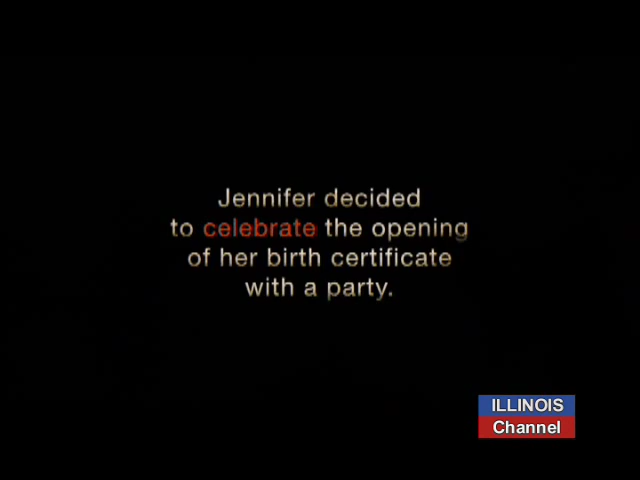 Jennifer decided
to celebrate the opening
of her birth certificate
with a party.
ILLINOIS
Channel